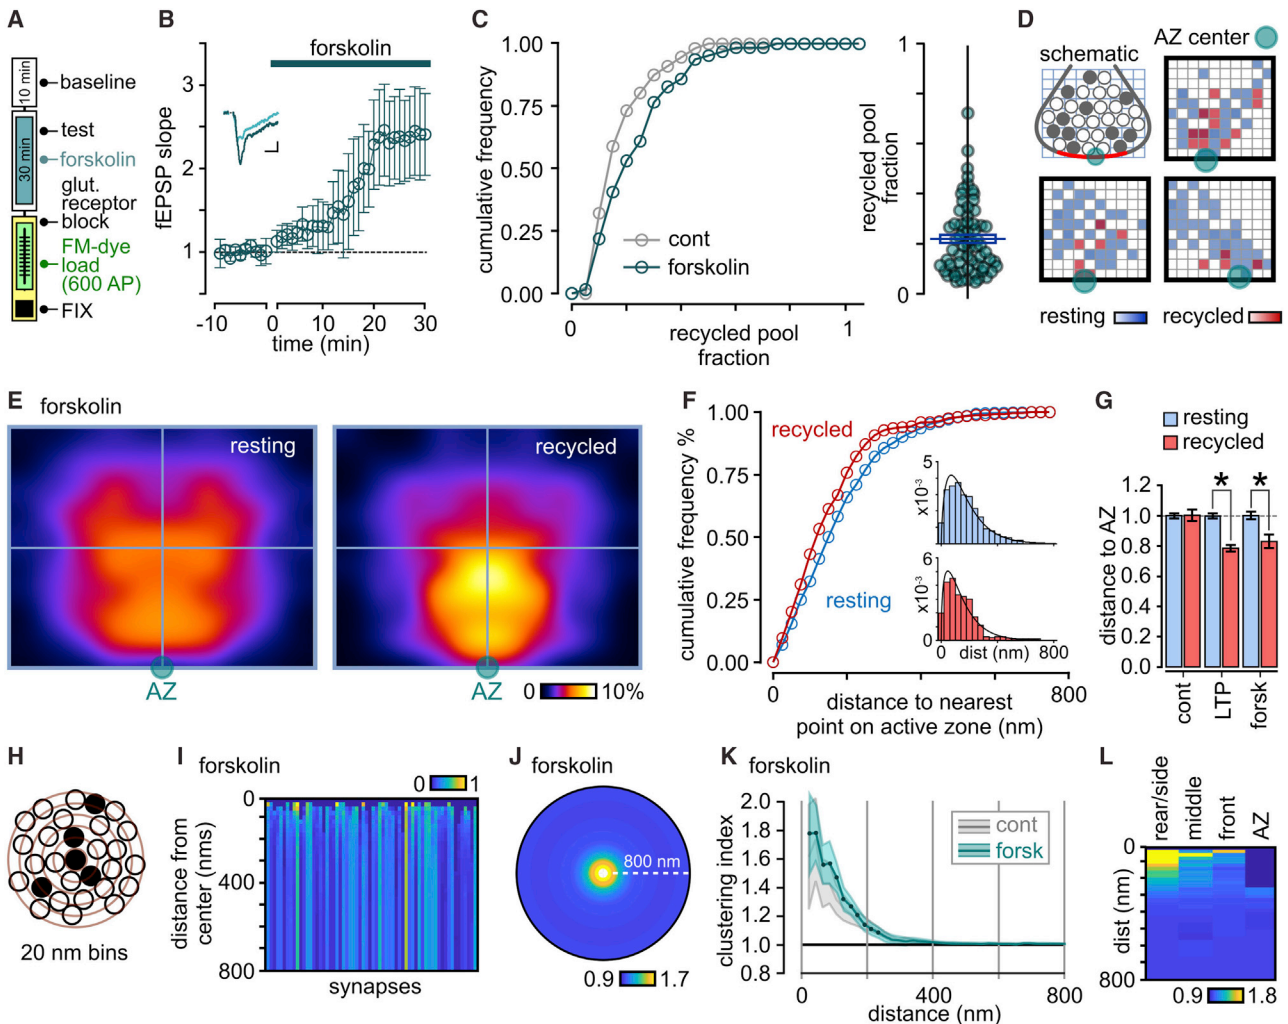 A
10 min
30 min
baseline
test
forskolin
glut.
receptor
block
FM-dye
load
(600 AP)
FIX
B
forskolin
fEPSP slope
3
2
1
-10
0
10
20
30
time (min)
C
cumulative frequency
1.00
0.75
0.50
0.25
0.00
cont
forskolin
0
1
recycled pool
fraction
recycled pool
fraction
1
0
D
AZ center
schematic
resting
recycled
E
forskolin
resting
recycled
AZ
AZ
0
10%
F
cumulative frequency %
1.00
0.75
0.50
0.25
0.00
recycled
resting
5
x10-3
6
x10-3
0
0
dist (nm)
800
0
800
distance to nearest
point on active zone (nm)
G
resting
recycled
distance to AZ
1.2
1.0
0.8
0.6
0.4
0.2
0.0
*
*
cont
LTP
forsk
H
20 nm bins
I
forskolin
0
1
distance from
center (nms)
0
400
800
synapses
J
forskolin
800 nm
0.9
1.7
K
forskolin
clustering index
2.0
1.8
1.6
1.4
1.2
1.0
0.8
cont
forsk
0
400
800
distance (nm)
L
rear/side
middle
front
AZ
dist (nm)
0
800
0.9
1.8